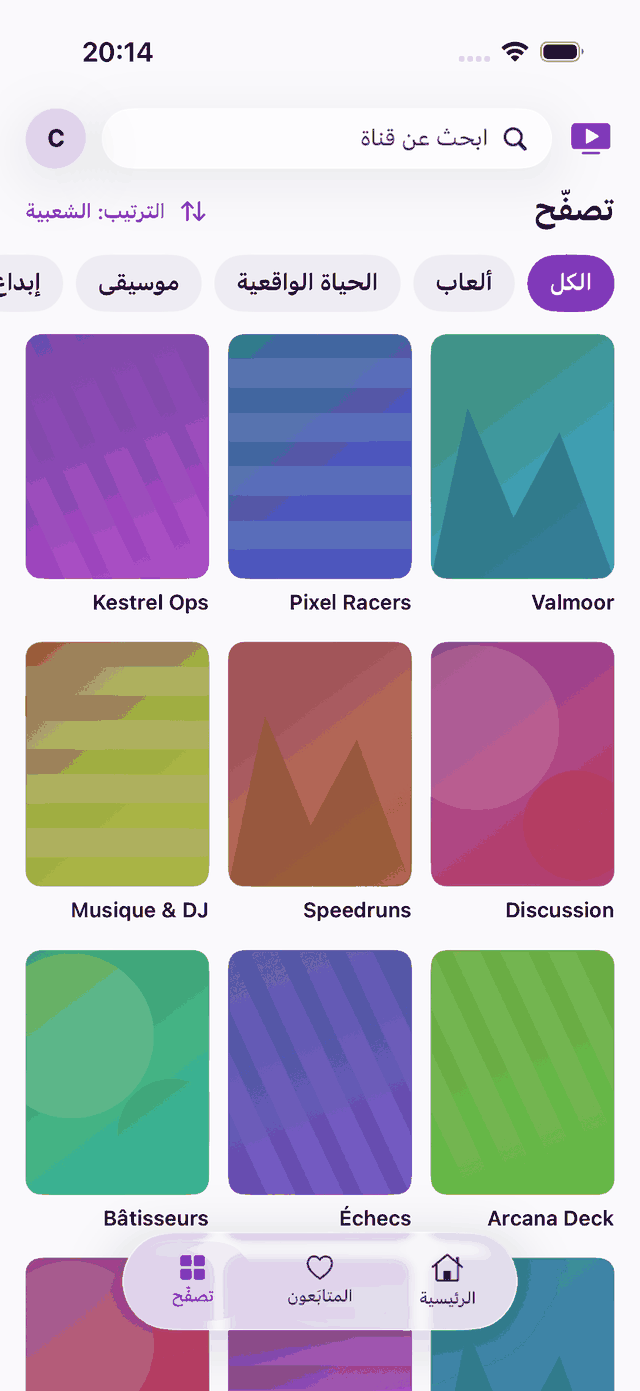 20:14
ابحث عن قناة
C
تصفّح
الترتيب: الشعبية
الكل
ألعاب
الحياة الواقعية
موسيقى
إبداع
Valmoor
Pixel Racers
Kestrel Ops
Discussion
Speedruns
Musique & DJ
Arcana Deck
Échecs
Bâtisseurs
الرئيسية
المتابَعون
تصفّح